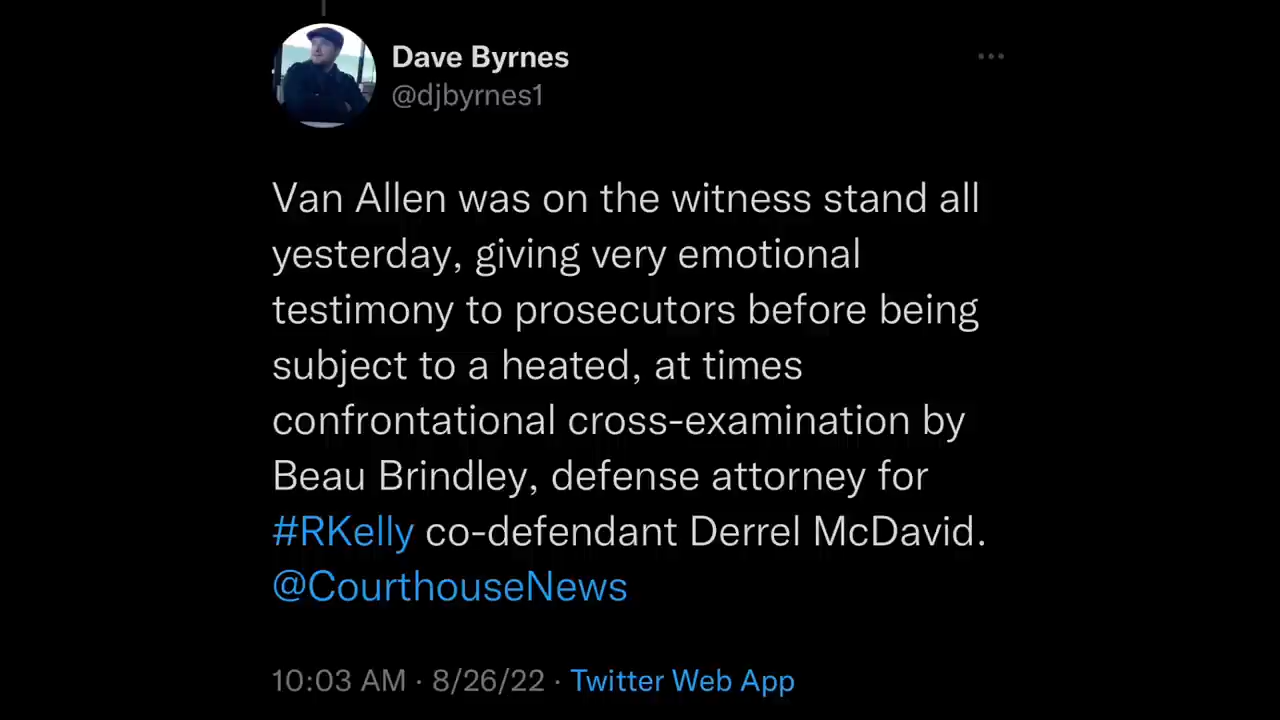 Dave Byrnes
@djbyrnes1
Van Allen was on the witness stand all
yesterday, giving very emotional
testimony to prosecutors before being
subject to a heated, at times
confrontational cross-examination by
Beau Brindley, defense attorney for
#RKelly co-defendant Derrel McDavid.
@CourthouseNews
10:03 AM · 8/26/22 · Twitter Web App